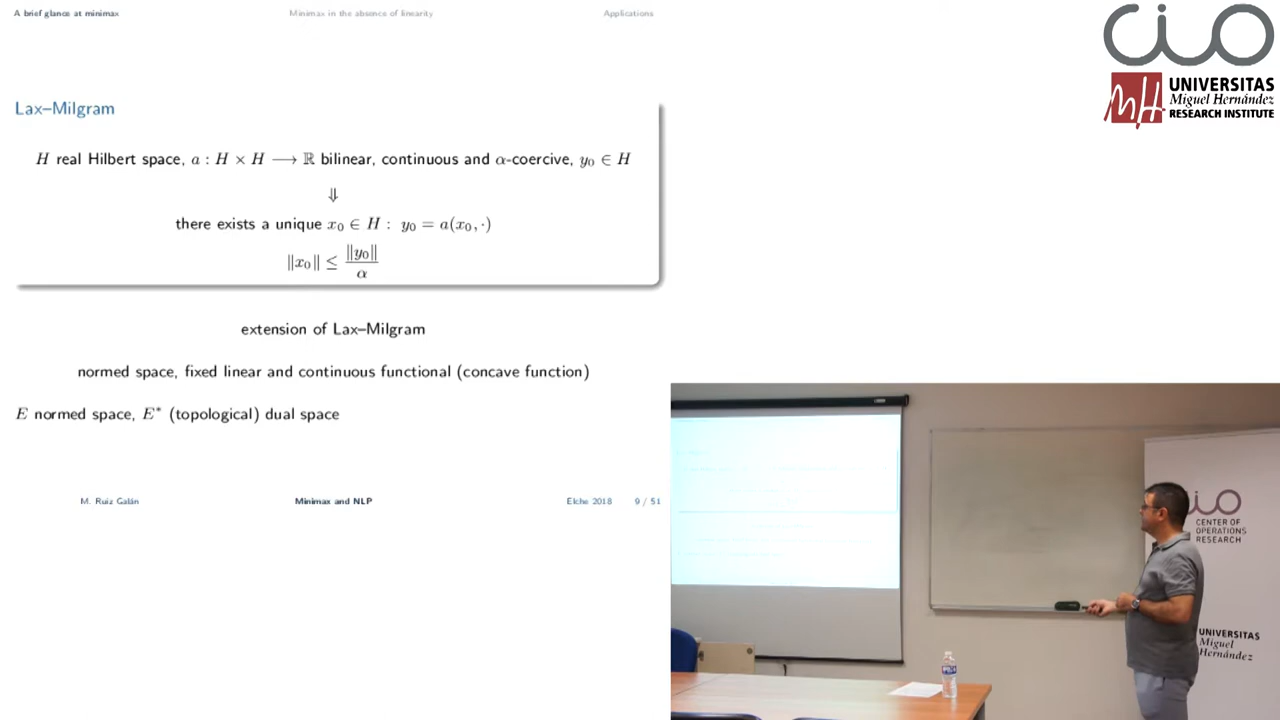 A brief glance at minimax
Minimax in the absence of linearity
Applications
Lax–Milgram
H real Hilbert space, a : H × H ⟶ ℝ bilinear, continuous and α-coercive, y₀ ∈ H
⇓
there exists a unique x₀ ∈ H : y₀ = a(x₀, ·)
‖x₀‖ ≤ ‖y₀‖ / α
extension of Lax–Milgram
normed space, fixed linear and continuous functional (concave function)
E normed space, E* (topological) dual space
M. Ruiz Galán
Minimax and NLP
Elche 2018
9 / 51
cio
UNIVERSITAS
Miguel Hernández
RESEARCH INSTITUTE
CENTER OF
OPERATIONS
RESEARCH
UNIVERSITAS
Miguel
Hernández